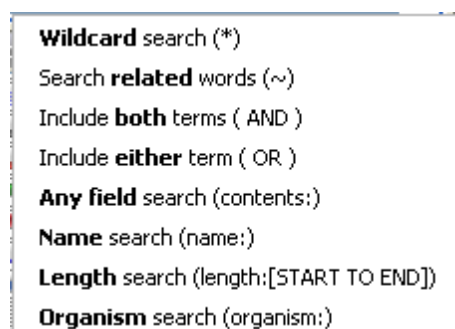 Wildcard search (*)
Search related words (~)
Include both terms ( AND )
Include either term ( OR )
Any field search (contents:)
Name search (name:)
Length search (length:[START TO END])
Organism search (organism:)